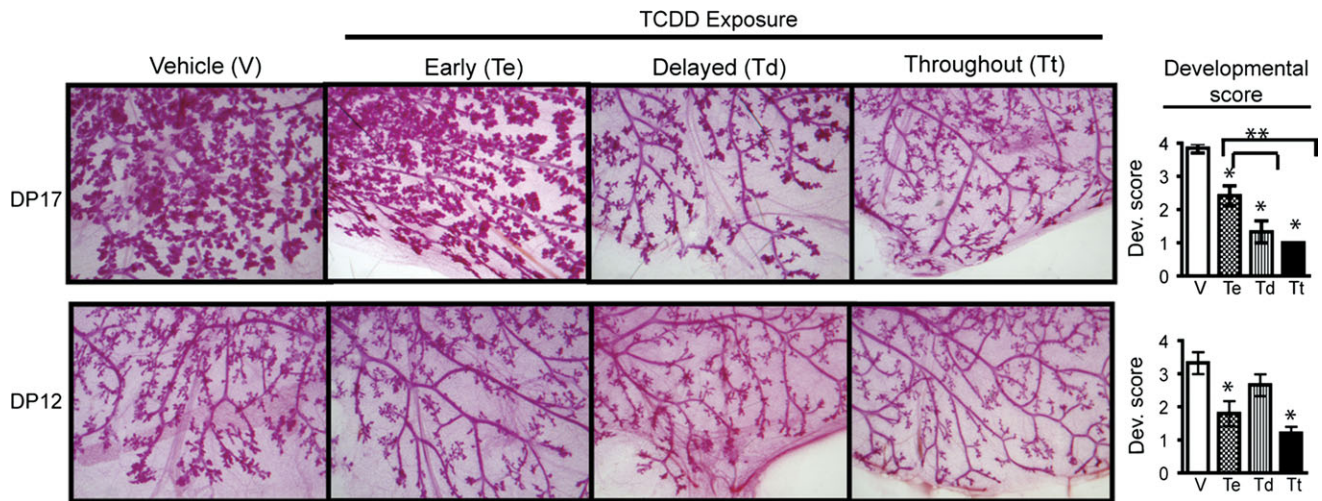 TCDD Exposure
Vehicle (V)
Early (Te)
Delayed (Td)
Throughout (Tt)
Developmental
score
DP17
Dev. score
4
3
2
1
0
**
*
*
*
V Te Td Tt
DP12
Dev. score
4
3
2
1
0
*
*
V Te Td Tt